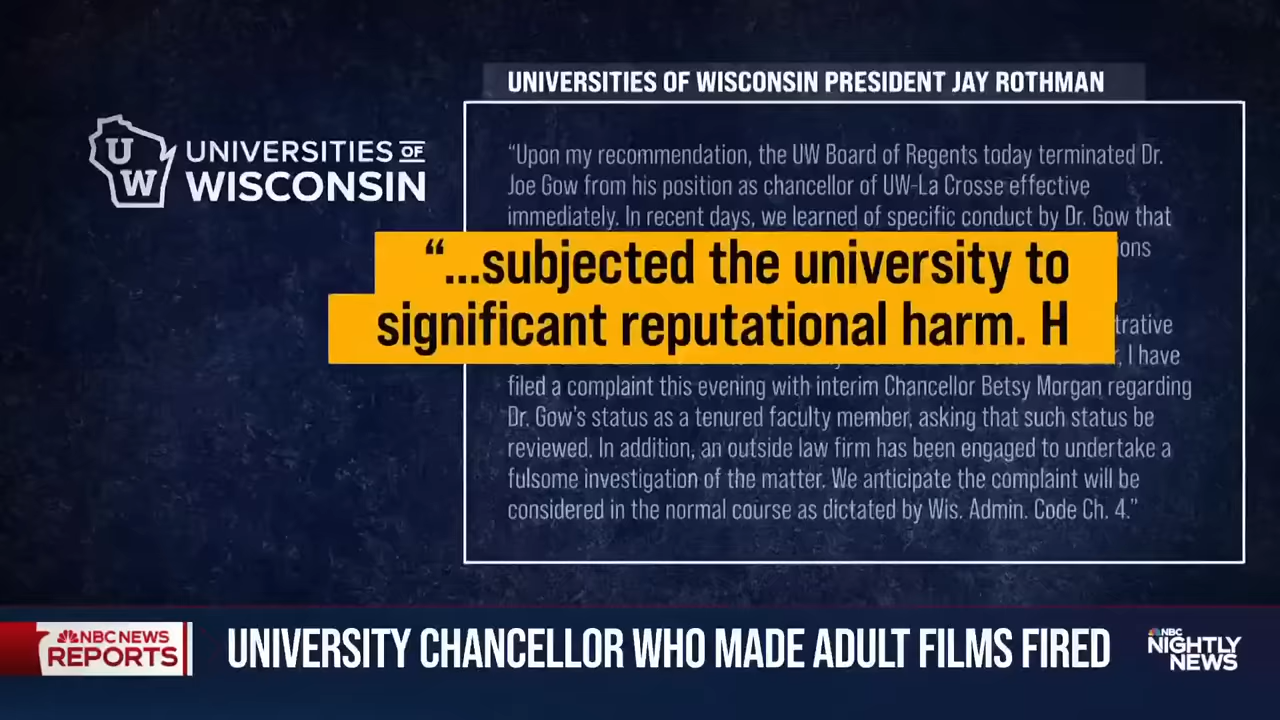 UNIVERSITIES OF WISCONSIN PRESIDENT JAY ROTHMAN
U W
UNIVERSITIES OF
WISCONSIN
“Upon my recommendation, the UW Board of Regents today terminated Dr.
Joe Gow from his position as chancellor of UW-La Crosse effective
immediately. In recent days, we learned of specific conduct by Dr. Gow that
“...subjected the university to
significant reputational harm. H
, I have
filed a complaint this evening with interim Chancellor Betsy Morgan regarding
Dr. Gow’s status as a tenured faculty member, asking that such status be
reviewed. In addition, an outside law firm has been engaged to undertake a
fulsome investigation of the matter. We anticipate the complaint will be
considered in the normal course as dictated by Wis. Admin. Code Ch. 4.”
NBC NEWS
REPORTS
UNIVERSITY CHANCELLOR WHO MADE ADULT FILMS FIRED
NBC
NIGHTLY
NEWS